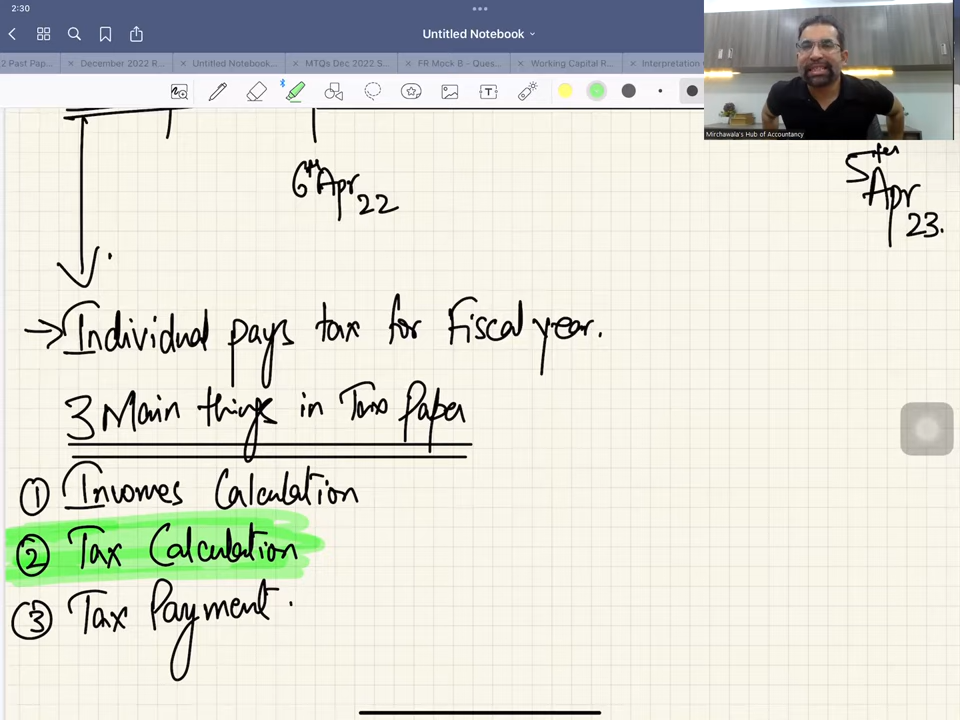 2:30
Untitled Notebook
2 Past Pap...
December 2022 R...
Untitled Notebook...
MTQs Dec 2022 S...
FR Mock B - Ques...
Working Capital R...
Interpretation
Mirchawala's Hub of Accountancy
6th Apr 22
5th Apr 23.
→ Individual pays tax for Fiscal year.
3 Main things in Tax Paper
① Incomes Calculation
② Tax Calculation
③ Tax Payment.